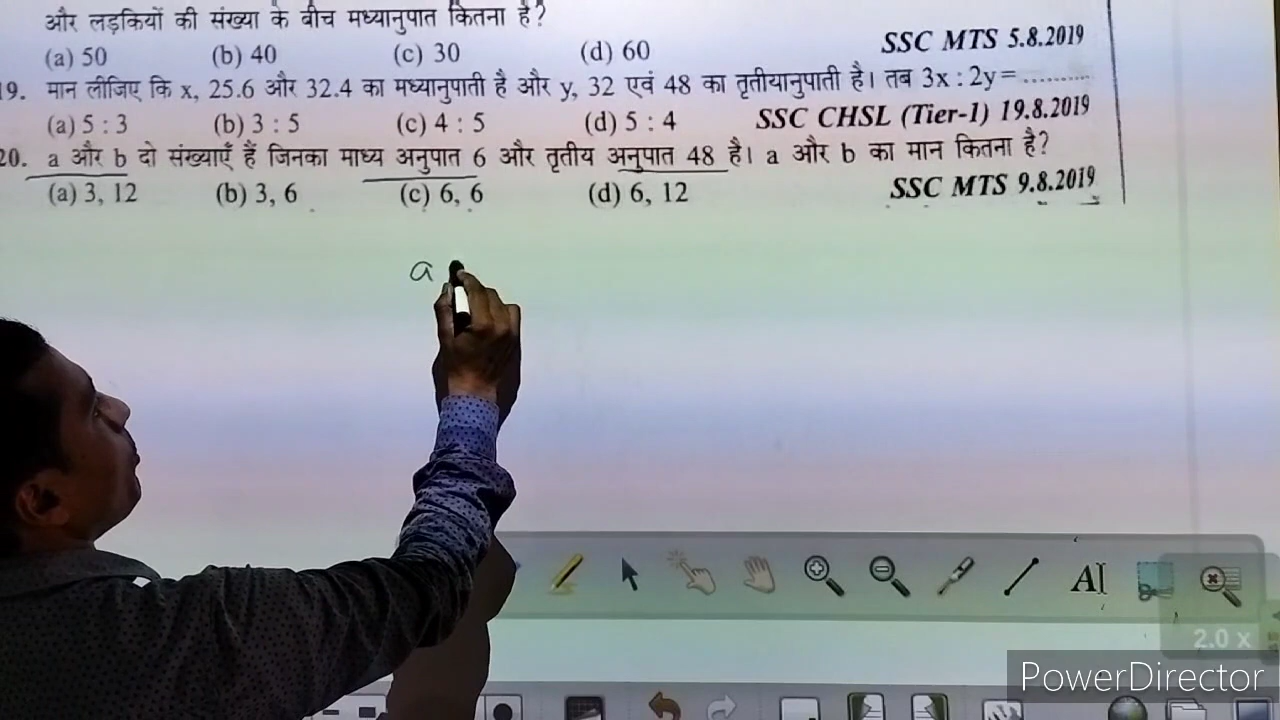 और लड़कियों की संख्या के बीच मध्यानुपात कितना है?
(a) 50 (b) 40 (c) 30 (d) 60 SSC MTS 5.8.2019
19. मान लीजिए कि x, 25.6 और 32.4 का मध्यानुपाती है और y, 32 एवं 48 का तृतीयानुपाती है। तब 3x : 2y = ..........
(a) 5 : 3 (b) 3 : 5 (c) 4 : 5 (d) 5 : 4 SSC CHSL (Tier-1) 19.8.2019
20. a और b दो संख्याएँ हैं जिनका माध्य अनुपात 6 और तृतीय अनुपात 48 है। a और b का मान कितना है?
(a) 3, 12 (b) 3, 6 (c) 6, 6 (d) 6, 12 SSC MTS 9.8.2019
a
A
2.0 x
PowerDirector